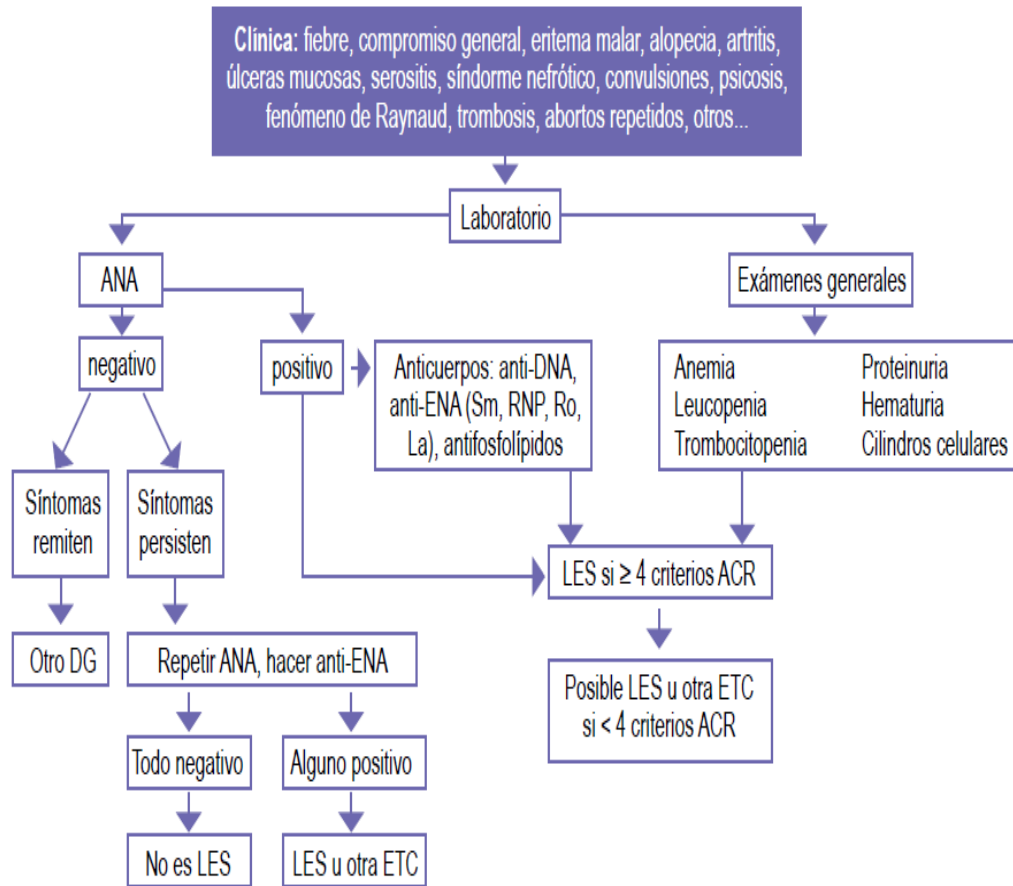 Clínica: fiebre, compromiso general, eritema malar, alopecia, artritis,
úlceras mucosas, serositis, síndorme nefrótico, convulsiones, psicosis,
fenómeno de Raynaud, trombosis, abortos repetidos, otros...
Laboratorio
ANA
Exámenes generales
negativo
positivo
Anticuerpos: anti-DNA,
anti-ENA (Sm, RNP, Ro,
La), antifosfolípidos
Anemia
Leucopenia
Trombocitopenia
Proteinuria
Hematuria
Cilindros celulares
Síntomas
remiten
Síntomas
persisten
LES si ≥ 4 criterios ACR
Otro DG
Repetir ANA, hacer anti-ENA
Posible LES u otra ETC
si < 4 criterios ACR
Todo negativo
Alguno positivo
No es LES
LES u otra ETC